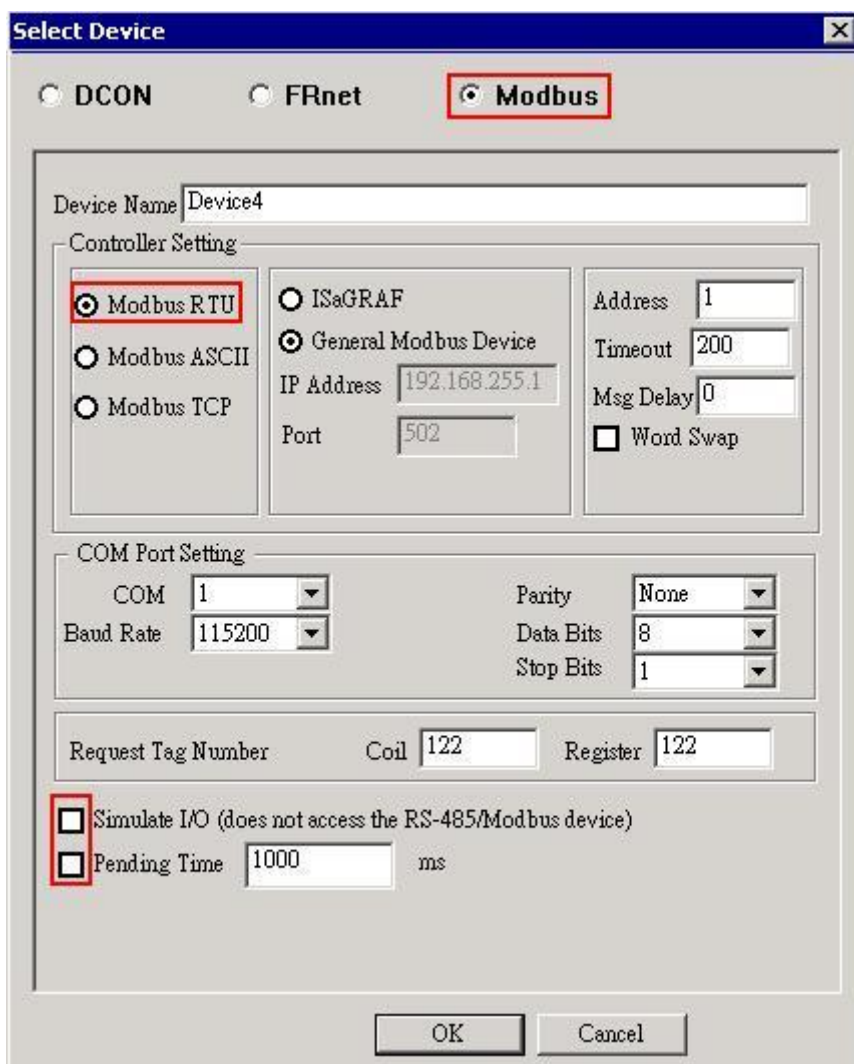 Select Device
DCON FRnet Modbus
Device Name Device4
Controller Setting
Modbus RTU
Modbus ASCII
Modbus TCP
ISaGRAF
General Modbus Device
IP Address 192.168.255.1
Port 502
Address 1
Timeout 200
Msg Delay 0
Word Swap
COM Port Setting
COM 1
Baud Rate 115200
Parity None
Data Bits 8
Stop Bits 1
Request Tag Number Coil 122 Register 122
Simulate I/O (does not access the RS-485/Modbus device)
Pending Time 1000 ms
OK Cancel